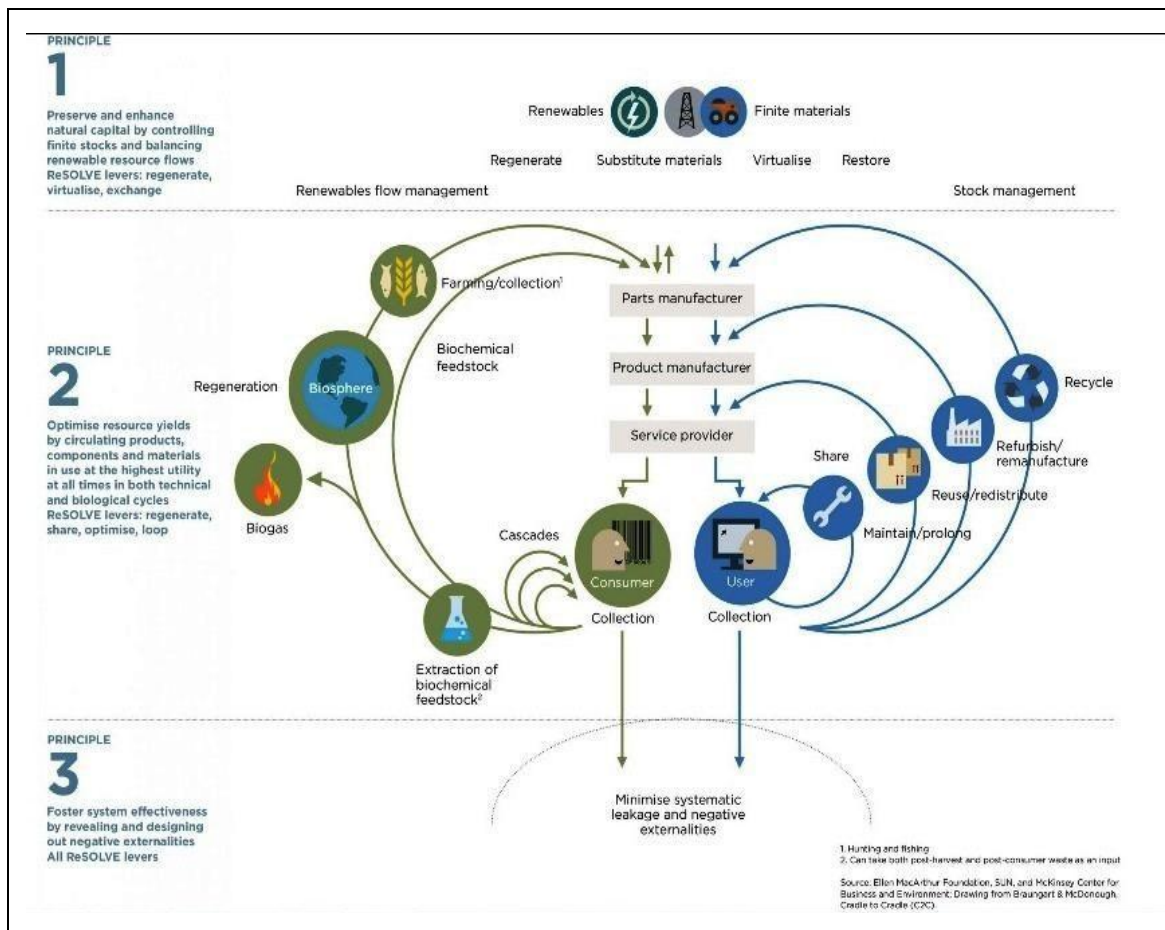 PRINCIPLE
1
Preserve and enhance
natural capital by controlling
finite stocks and balancing
renewable resource flows
ReSOLVE levers: regenerate,
virtualise, exchange
Renewables
Finite materials
Regenerate
Substitute materials
Virtualise
Restore
Renewables flow management
Stock management
PRINCIPLE
2
Optimise resource yields
by circulating products,
components and materials
in use at the highest utility
at all times in both technical
and biological cycles
ReSOLVE levers: regenerate,
share, optimise, loop
Farming/collection¹
Parts manufacturer
Biochemical
feedstock
Regeneration
Biosphere
Product manufacturer
Recycle
Service provider
Refurbish/
remanufacture
Share
Reuse/redistribute
Biogas
Maintain/prolong
Cascades
Consumer
User
Collection
Collection
Extraction of
biochemical
feedstock²
PRINCIPLE
3
Foster system effectiveness
by revealing and designing
out negative externalities
All ReSOLVE levers
Minimise systematic
leakage and negative
externalities
1. Hunting and fishing
2. Can take both post-harvest and post-consumer waste as an input
Source: Ellen MacArthur Foundation, SUN, and McKinsey Center for
Business and Environment; Drawing from Braungart & McDonough,
Cradle to Cradle (C2C).